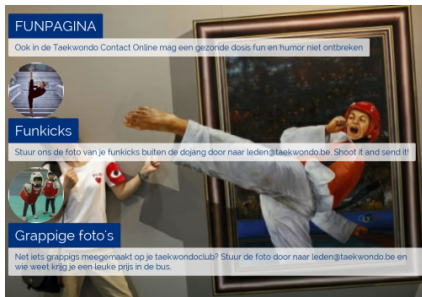 FUNPAGINA
Ook in de Taekwondo Contact Online mag een gezonde dosis fun en humor niet ontbreken
Funkicks
Stuur ons de foto van je funkicks buiten de dojang door naar leden@taekwondo.be. Shoot it and send it!
Grappige foto's
Net iets grappigs meegemaakt op je taekwondoclub? Stuur de foto door naar leden@taekwondo.be en
wie weet krijg je een leuke prijs in de bus.